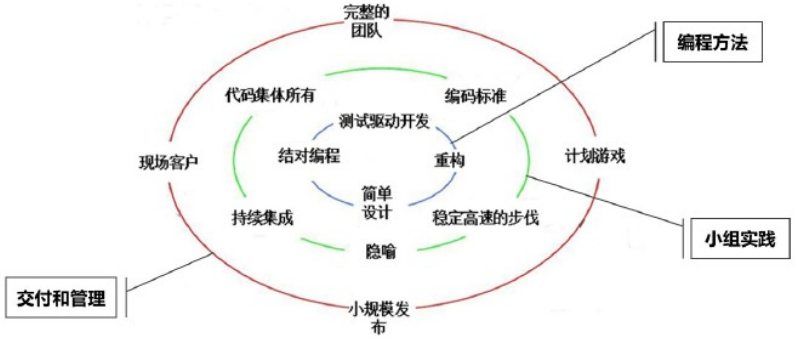 完整的
团队
编程方法
代码集体所有
编码标准
测试驱动开发
现场客户
结对编程
重构
计划游戏
简单
设计
持续集成
稳定高速的步伐
小组实践
隐喻
交付和管理
小规模发
布